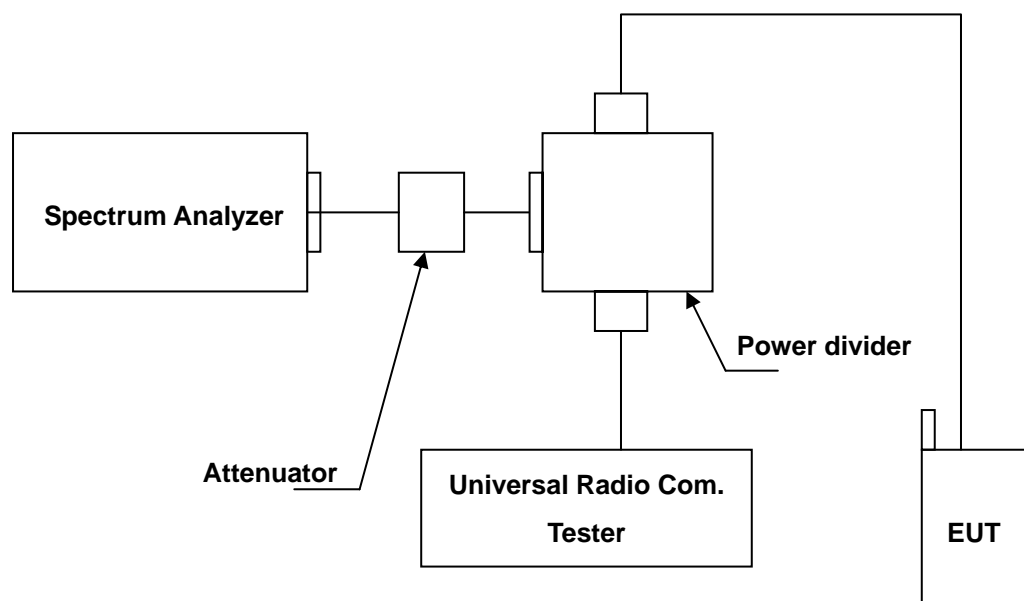 Spectrum Analyzer
Power divider
Attenuator
Universal Radio Com.
Tester
EUT